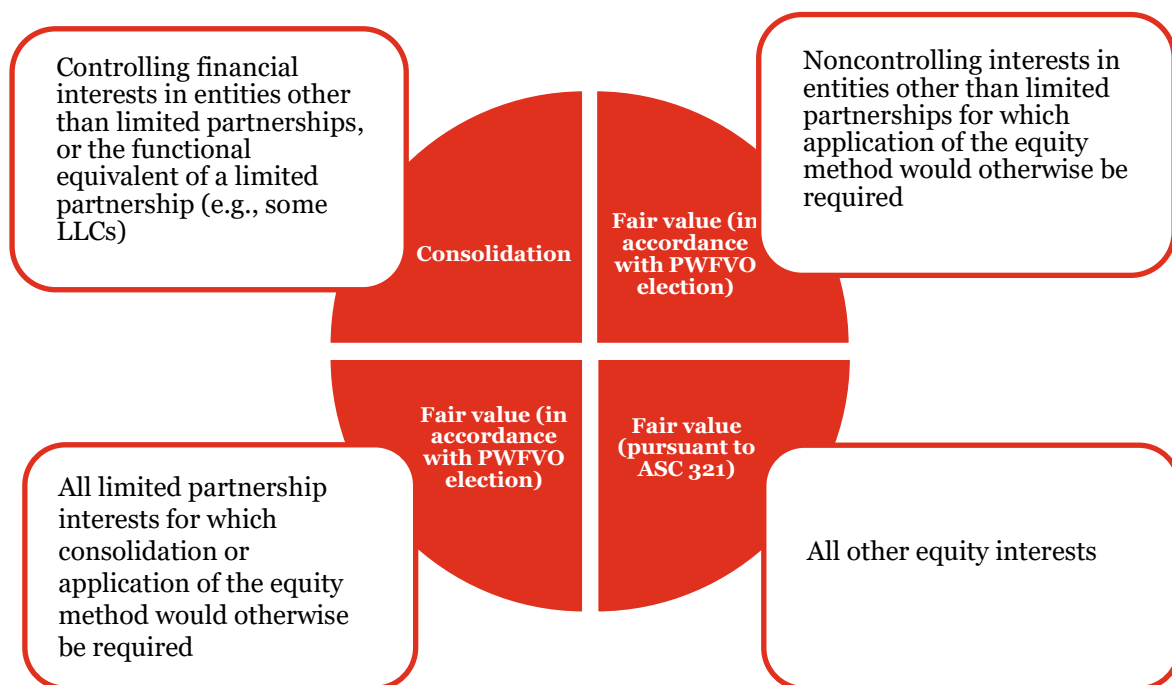 Controlling financial
interests in entities other
than limited partnerships,
or the functional
equivalent of a limited
partnership (e.g., some
LLCs)
Noncontrolling interests in
entities other than limited
partnerships for which
application of the equity
method would otherwise be
required
Consolidation
Fair value (in
accordance
with PWFVO
election)
Fair value (in
accordance
with PWFVO
election)
Fair value
(pursuant to
ASC 321)
All limited partnership
interests for which
consolidation or
application of the equity
method would otherwise
be required
All other equity interests